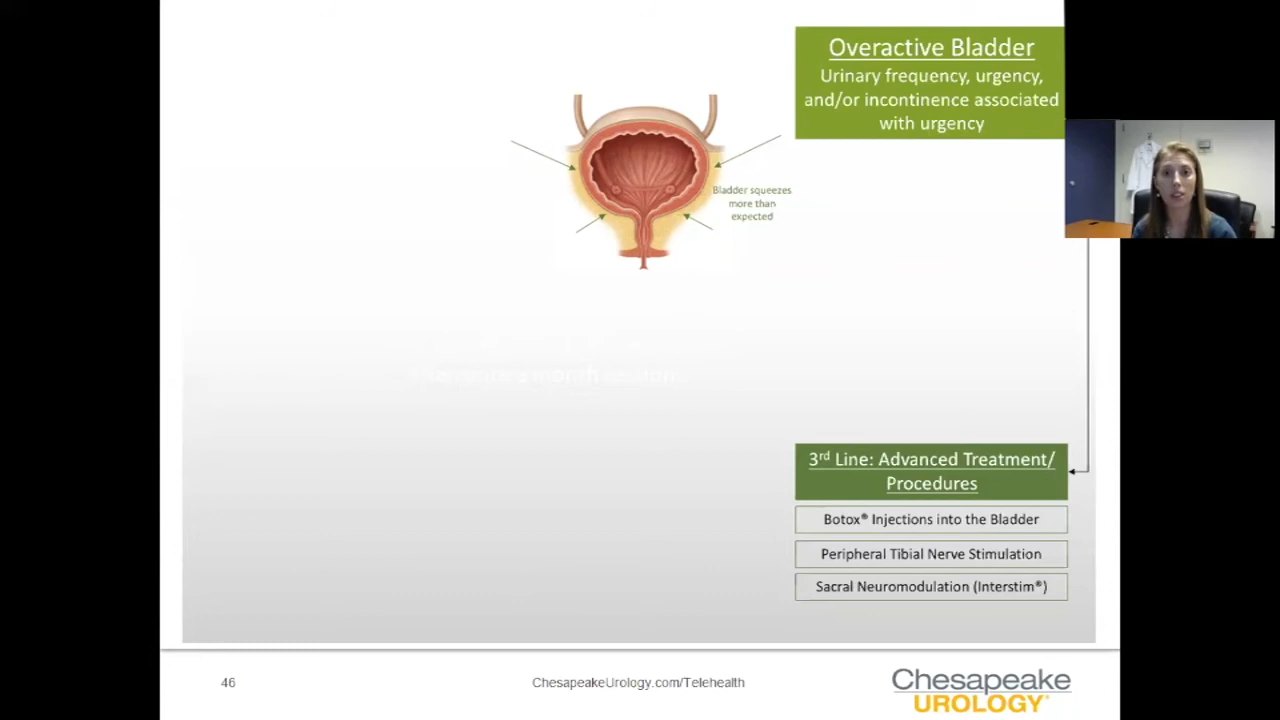 Overactive Bladder
Urinary frequency, urgency,
and/or incontinence associated
with urgency
Bladder squeezes
more than
expected
3rd Line: Advanced Treatment/
Procedures
Botox® Injections into the Bladder
Peripheral Tibial Nerve Stimulation
Sacral Neuromodulation (Interstim®)
46
ChesapeakeUrology.com/Telehealth
Chesapeake
UROLOGY®